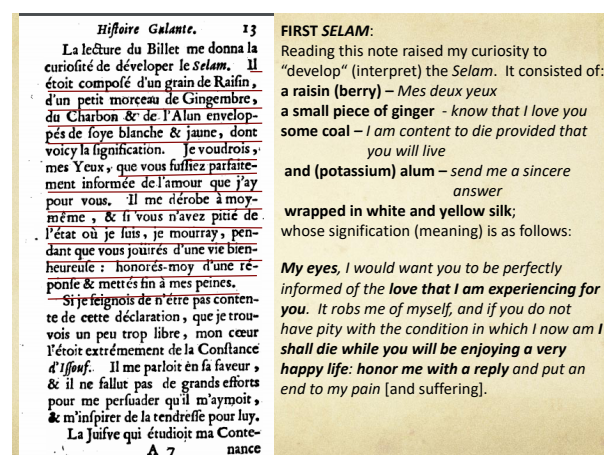 Hiſtoire Galante. 13
La lecture du Billet me donna la
curioſité de déveloper le Selam. Il
étoit compoſé d'un grain de Raiſin,
d'un petit morceau de Gingembre,
du Charbon & de l'Alun envelop-
pés de ſoye blanche & jaune, dont
voicy la ſignification. Je voudrois,
mes Yeux, que vous fuſſiez parfaite-
ment informée de l'amour que j'ay
pour vous. Il me dérobe à moy-
même, & ſi vous n'avez pitié de
l'état où je ſuis, je mourray, pen-
dant que vous joüirés d'une vie bien-
heureuſe : honorés-moy d'une ré-
ponſe & mettés fin à mes peines.
Si je feignois de n'être pas conten-
te de cette déclaration, que je trou-
vois un peu trop libre, mon cœur
l'étoit extrémement de la Conſtance
d'Iſſouf. Il me parloit en ſa faveur,
& il ne fallut pas de grands efforts
pour me perſuader qu'il m'aymoit,
& m'inſpirer de la tendreſſe pour luy.
La Juifve qui étudioit ma Conte-
A 7 nance
FIRST SELAM:
Reading this note raised my curiosity to
“develop” (interpret) the Selam. It consisted of:
a raisin (berry) – Mes deux yeux
a small piece of ginger - know that I love you
some coal – I am content to die provided that
you will live
and (potassium) alum – send me a sincere
answer
wrapped in white and yellow silk;
whose signification (meaning) is as follows:
My eyes, I would want you to be perfectly
informed of the love that I am experiencing for
you. It robs me of myself, and if you do not
have pity with the condition in which I now am I
shall die while you will be enjoying a very
happy life: honor me with a reply and put an
end to my pain [and suffering].